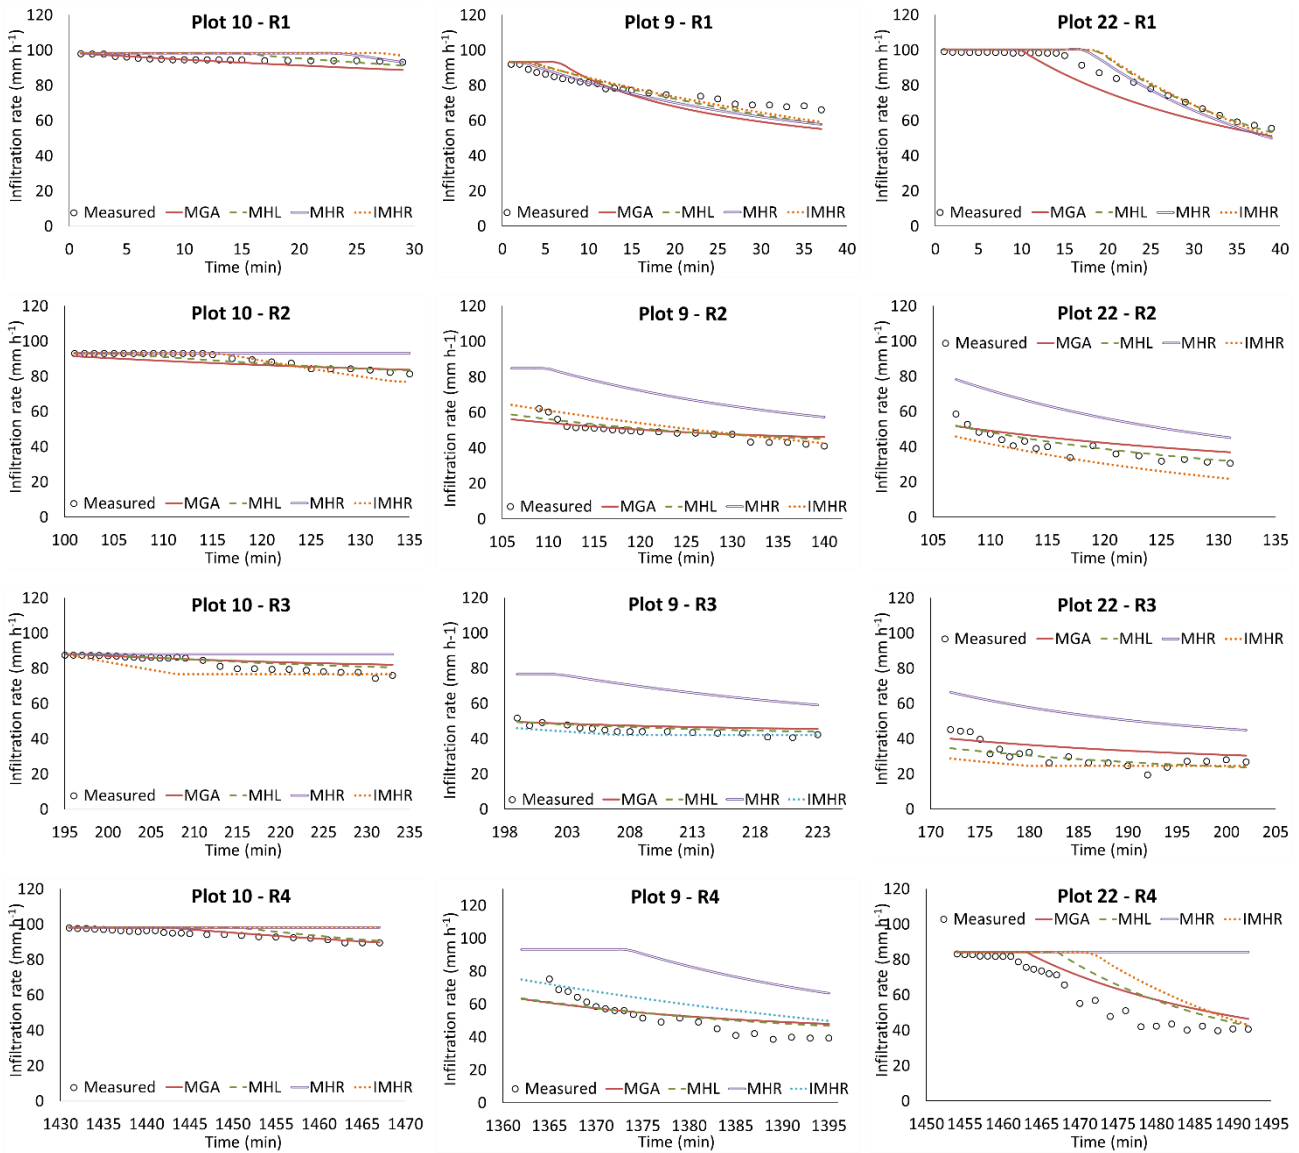 Plot 10 - R1
Infiltration rate (mm h-1)
120
100
80
60
40
20
0
Measured MGA MHL MHR IMHR
0 5 10 15 20 25 30
Time (min)
Plot 9 - R1
Infiltration rate (mm h-1)
120
100
80
60
40
20
0
Measured MGA MHL MHR IMHR
0 5 10 15 20 25 30 35 40
Time (min)
Plot 22 - R1
Infiltration rate (mm h-1)
120
100
80
60
40
20
0
Measured MGA MHL MHR IMHR
0 5 10 15 20 25 30 35 40
Time (min)
Plot 10 - R2
Infiltration rate (mm h-1)
120
100
80
60
40
20
0
Measured MGA MHL MHR IMHR
100 105 110 115 120 125 130 135
Time (min)
Plot 9 - R2
Infiltration rate (mm h-1)
120
100
80
60
40
20
0
Measured MGA MHL MHR IMHR
106 110 115 120 125 130 135 140
Time (min)
Plot 22 - R2
Infiltration rate (mm h-1)
120
100
80
60
40
20
0
Measured MGA MHL MHR IMHR
106 110 115 120 125 130 135
Time (min)
Plot 10 - R3
Infiltration rate (mm h-1)
120
100
80
60
40
20
0
Measured MGA MHL MHR IMHR
195 200 205 210 215 220 225 230 235
Time (min)
Plot 9 - R3
Infiltration rate (mm h-1)
120
100
80
60
40
20
0
Measured MGA MHL MHR IMHR
198 203 208 213 218 223
Time (min)
Plot 22 - R3
Infiltration rate (mm h-1)
120
100
80
60
40
20
0
Measured MGA MHL MHR IMHR
170 175 180 185 190 195 200 205
Time (min)
Plot 10 - R4
Infiltration rate (mm h-1)
120
100
80
60
40
20
0
Measured MGA MHL MHR IMHR
1430 1435 1440 1445 1450 1455 1460 1465 1470
Time (min)
Plot 9 - R4
Infiltration rate (mm h-1)
120
100
80
60
40
20
0
Measured MGA MHL MHR IMHR
1360 1365 1370 1375 1380 1385 1390 1395
Time (min)
Plot 22 - R4
Infiltration rate (mm h-1)
120
100
80
60
40
20
0
Measured MGA MHL MHR IMHR
1450 1455 1460 1465 1470 1475 1480 1485 1490 1495
Time (min)